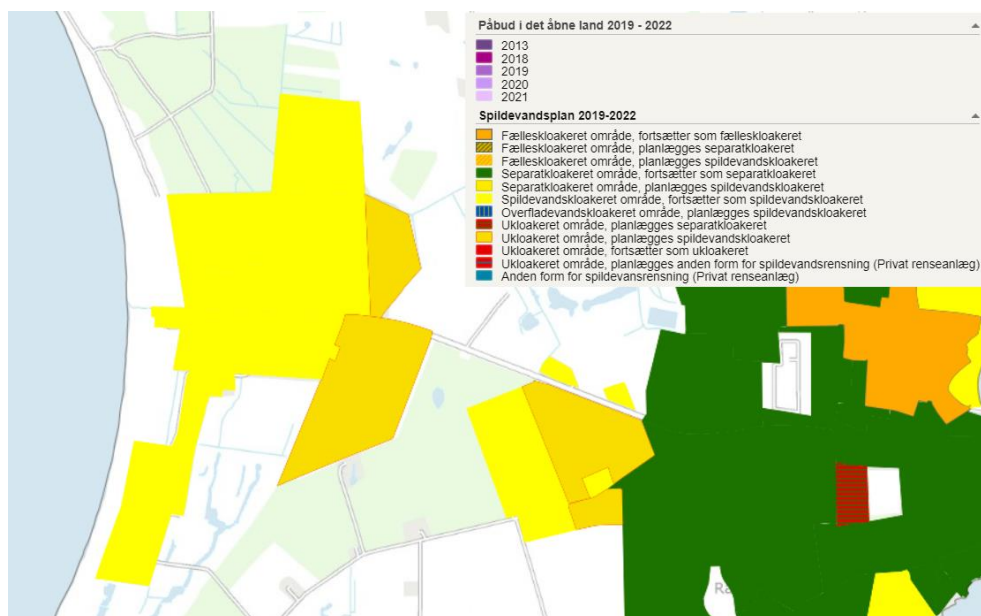 Påbud i det åbne land 2019 - 2022
2013
2018
2019
2020
2021
Spildevandsplan 2019-2022
Fælleskloakeret område, fortsætter som fælleskloakeret
Fælleskloakeret område, planlægges separatkloakeret
Fælleskloakeret område, planlægges spildevandskloakeret
Separatkloakeret område, fortsætter som separatkloakeret
Separatkloakeret område, planlægges spildevandskloakeret
Spildevandskloakeret område, fortsætter som spildevandskloakeret
Overfladevandskloakeret område, planlægges spildevandskloakeret
Ukloakeret område, planlægges separatkloakeret
Ukloakeret område, planlægges spildevandskloakeret
Ukloakeret område, fortsætter som ukloakeret
Ukloakeret område, planlægges anden form for spildevandsrensning (Privat renseanlæg)
Anden form for spildevansrensning (Privat renseanlæg)